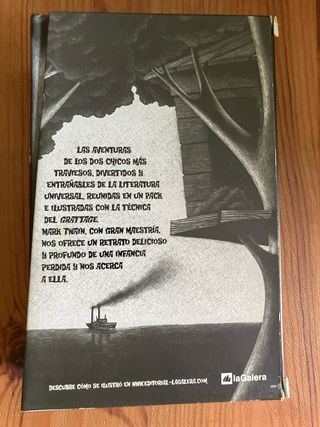 LAS AVENTURAS
DE LOS DOS CHICOS MÁS
TRAVIESOS, DIVERTIDOS Y
ENTRAÑABLES DE LA LITERATURA
UNIVERSAL, REUNIDAS EN UN PACK
E ILUSTRADAS CON LA TÉCNICA
DEL GRATTAGE.
MARK TWAIN, CON GRAN MAESTRÍA,
NOS OFRECE UN RETRATO DELICIOSO
Y PROFUNDO DE UNA INFANCIA
PERDIDA Y NOS ACERCA
A ELLA.
DESCUBRE CÓMO SE ILUSTRÓ EN WWW.EDITORIAL-LAGALERA.COM
laGalera